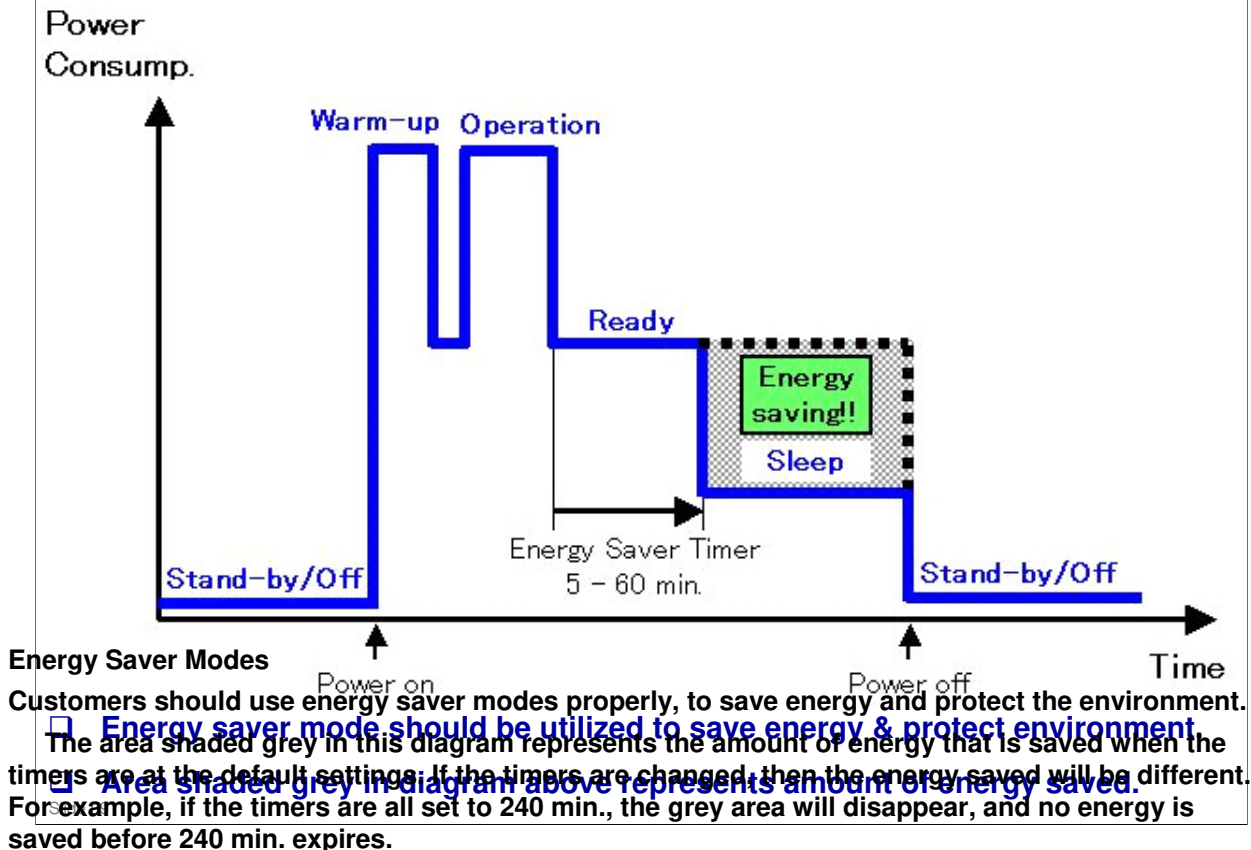 Power
Consump.
Warm-up Operation
Ready
Energy
saving!!
Sleep
Energy Saver Timer
5 - 60 min.
Stand-by/Off
Stand-by/Off
Time
Power on
Power off
Energy Saver Modes
Customers should use energy saver modes properly, to save energy and protect the environment.
❑ Energy saver mode should be utilized to save energy & protect environment
The area shaded grey in this diagram represents the amount of energy that is saved when the
timers are at the default settings. If the timers are changed, then the energy saved will be different.
❑ Area shaded grey in diagram above represents amount of energy saved.
For example, if the timers are all set to 240 min., the grey area will disappear, and no energy is
saved before 240 min. expires.